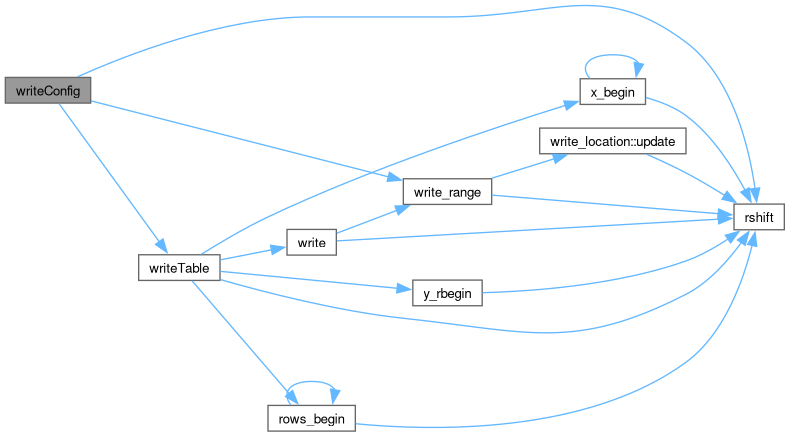 writeConfig
x_begin
write_location::update
write_range
rshift
write
writeTable
y_rbegin
rows_begin